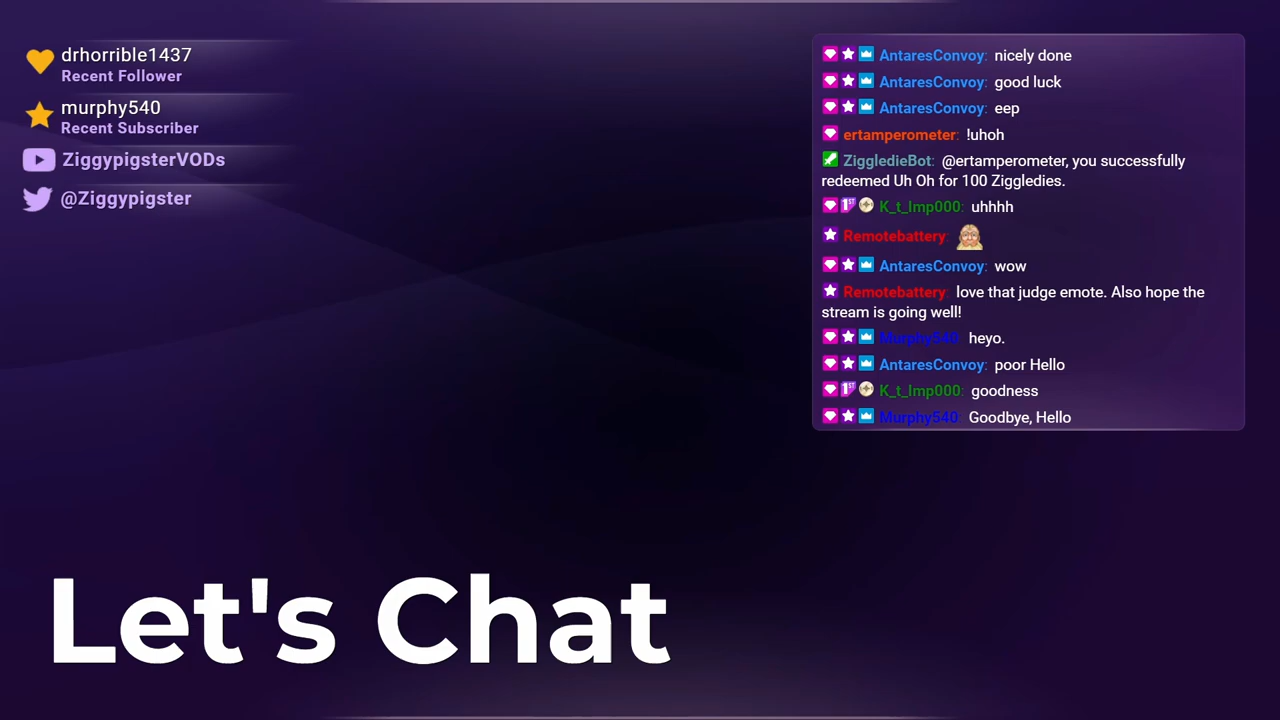 drhorrible1437
Recent Follower
murphy540
Recent Subscriber
ZiggypigsterVODs
@Ziggypigster
AntaresConvoy: nicely done
AntaresConvoy: good luck
AntaresConvoy: eep
ertamperometer: !uhoh
ZiggledieBot: @ertamperometer, you successfully
redeemed Uh Oh for 100 Ziggledies.
K_t_Imp000: uhhhh
Remotebattery:
AntaresConvoy: wow
Remotebattery: love that judge emote. Also hope the
stream is going well!
Murphy540: heyo.
AntaresConvoy: poor Hello
K_t_Imp000: goodness
Murphy540: Goodbye, Hello
Let's Chat